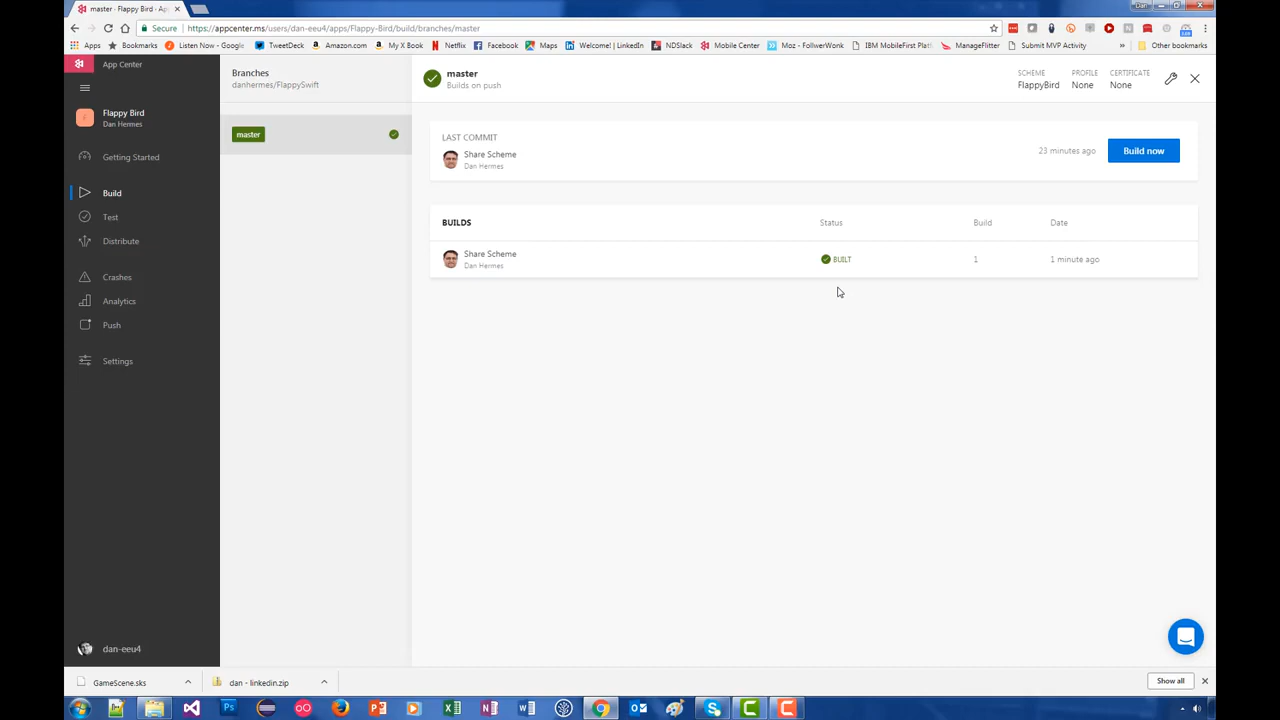 master - Flappy Bird - Ap
Dan
Secure
https://appcenter.ms/users/dan-eeu4/apps/Flappy-Bird/build/branches/master
Apps
Bookmarks
Listen Now - Google
TweetDeck
Amazon.com
My X Book
Netflix
Facebook
Maps
Welcome! | LinkedIn
NDSlack
Mobile Center
Moz - FollwerWonk
IBM MobileFirst Platf
ManageFlitter
Submit MVP Activity
»
Other bookmarks
App Center
Flappy Bird
Dan Hermes
Getting Started
Build
Test
Distribute
Crashes
Analytics
Push
Settings
dan-eeu4
Branches
danhermes/FlappySwift
master
master
Builds on push
SCHEME
FlappyBird
PROFILE
None
CERTIFICATE
None
LAST COMMIT
Share Scheme
Dan Hermes
23 minutes ago
Build now
BUILDS
Status
Build
Date
Share Scheme
Dan Hermes
BUILT
1
1 minute ago
GameScene.sks
dan - linkedin.zip
Show all